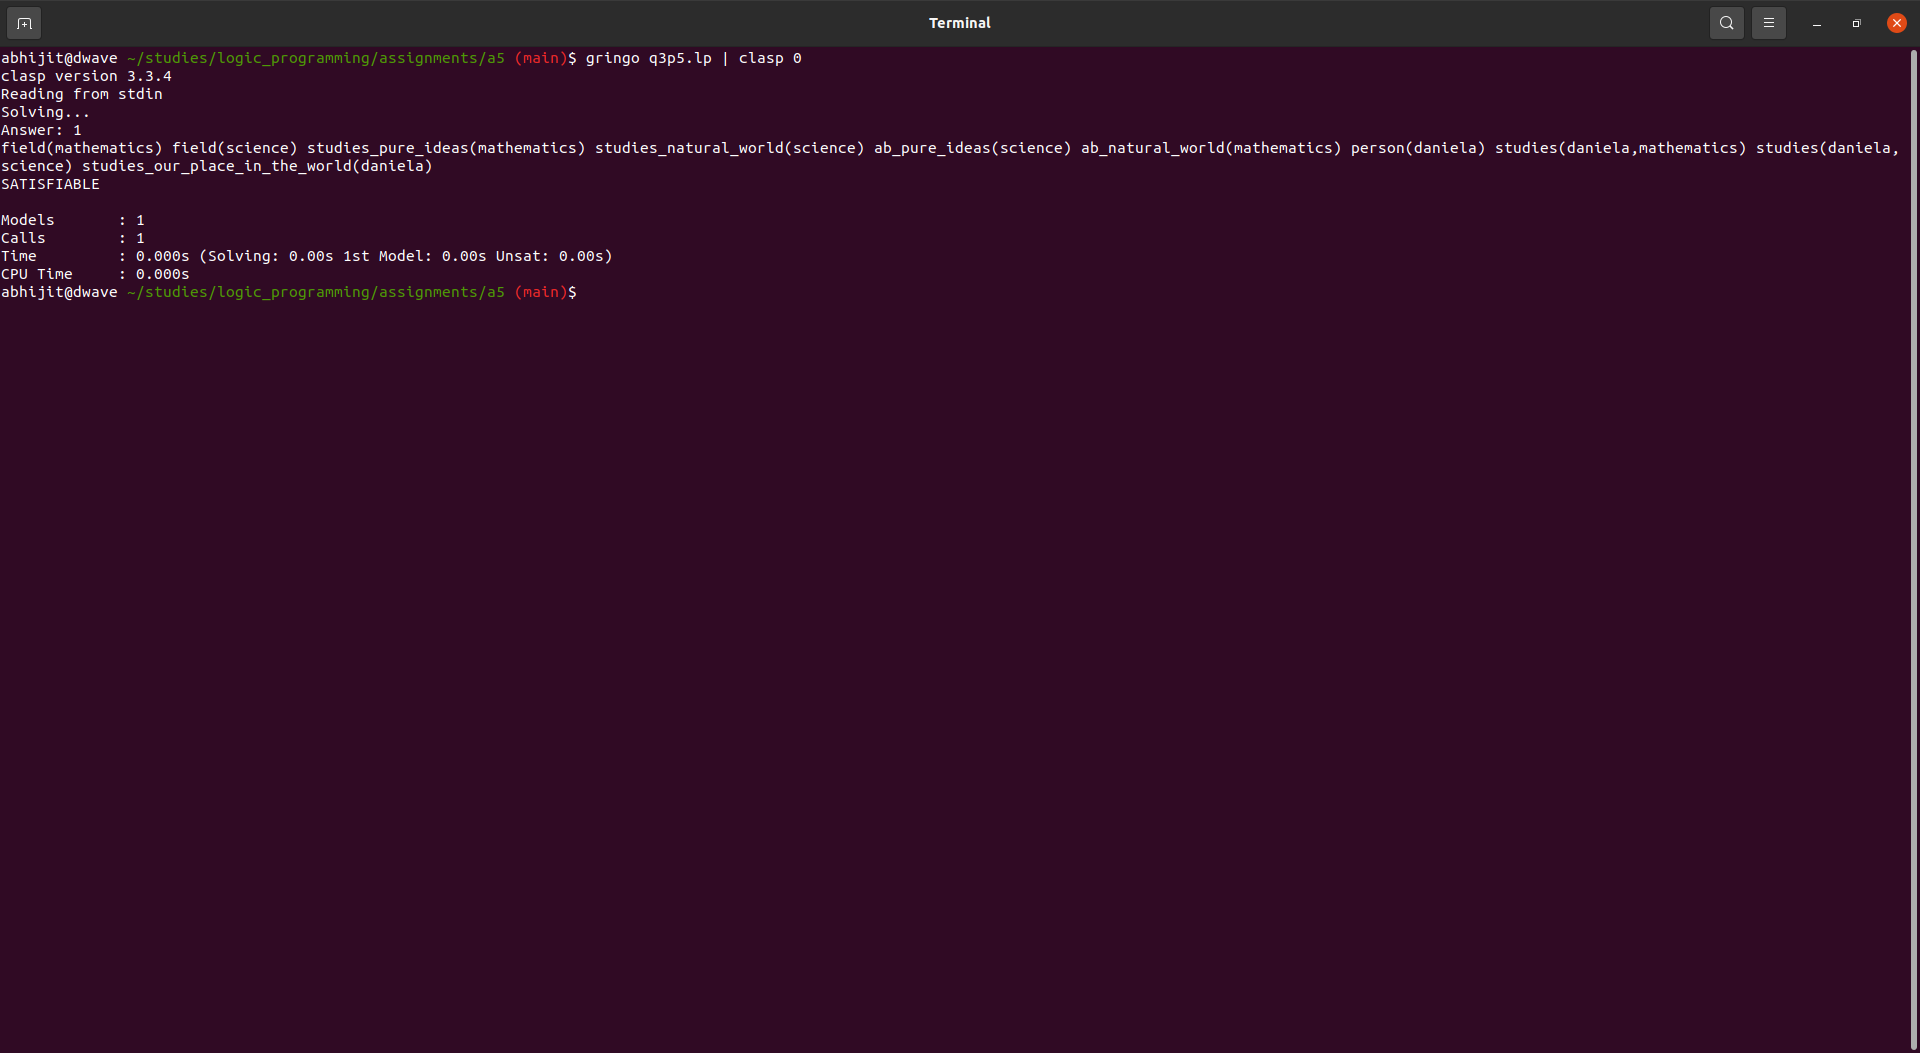 Terminal
abhijit@dwave ~/studies/logic_programming/assignments/a5 (main)$ gringo q3p5.lp | clasp 0
clasp version 3.3.4
Reading from stdin
Solving...
Answer: 1
field(mathematics) field(science) studies_pure_ideas(mathematics) studies_natural_world(science) ab_pure_ideas(science) ab_natural_world(mathematics) person(daniela) studies(daniela,mathematics) studies(daniela,
science) studies_our_place_in_the_world(daniela)
SATISFIABLE
Models       : 1
Calls        : 1
Time         : 0.000s (Solving: 0.00s 1st Model: 0.00s Unsat: 0.00s)
CPU Time     : 0.000s
abhijit@dwave ~/studies/logic_programming/assignments/a5 (main)$